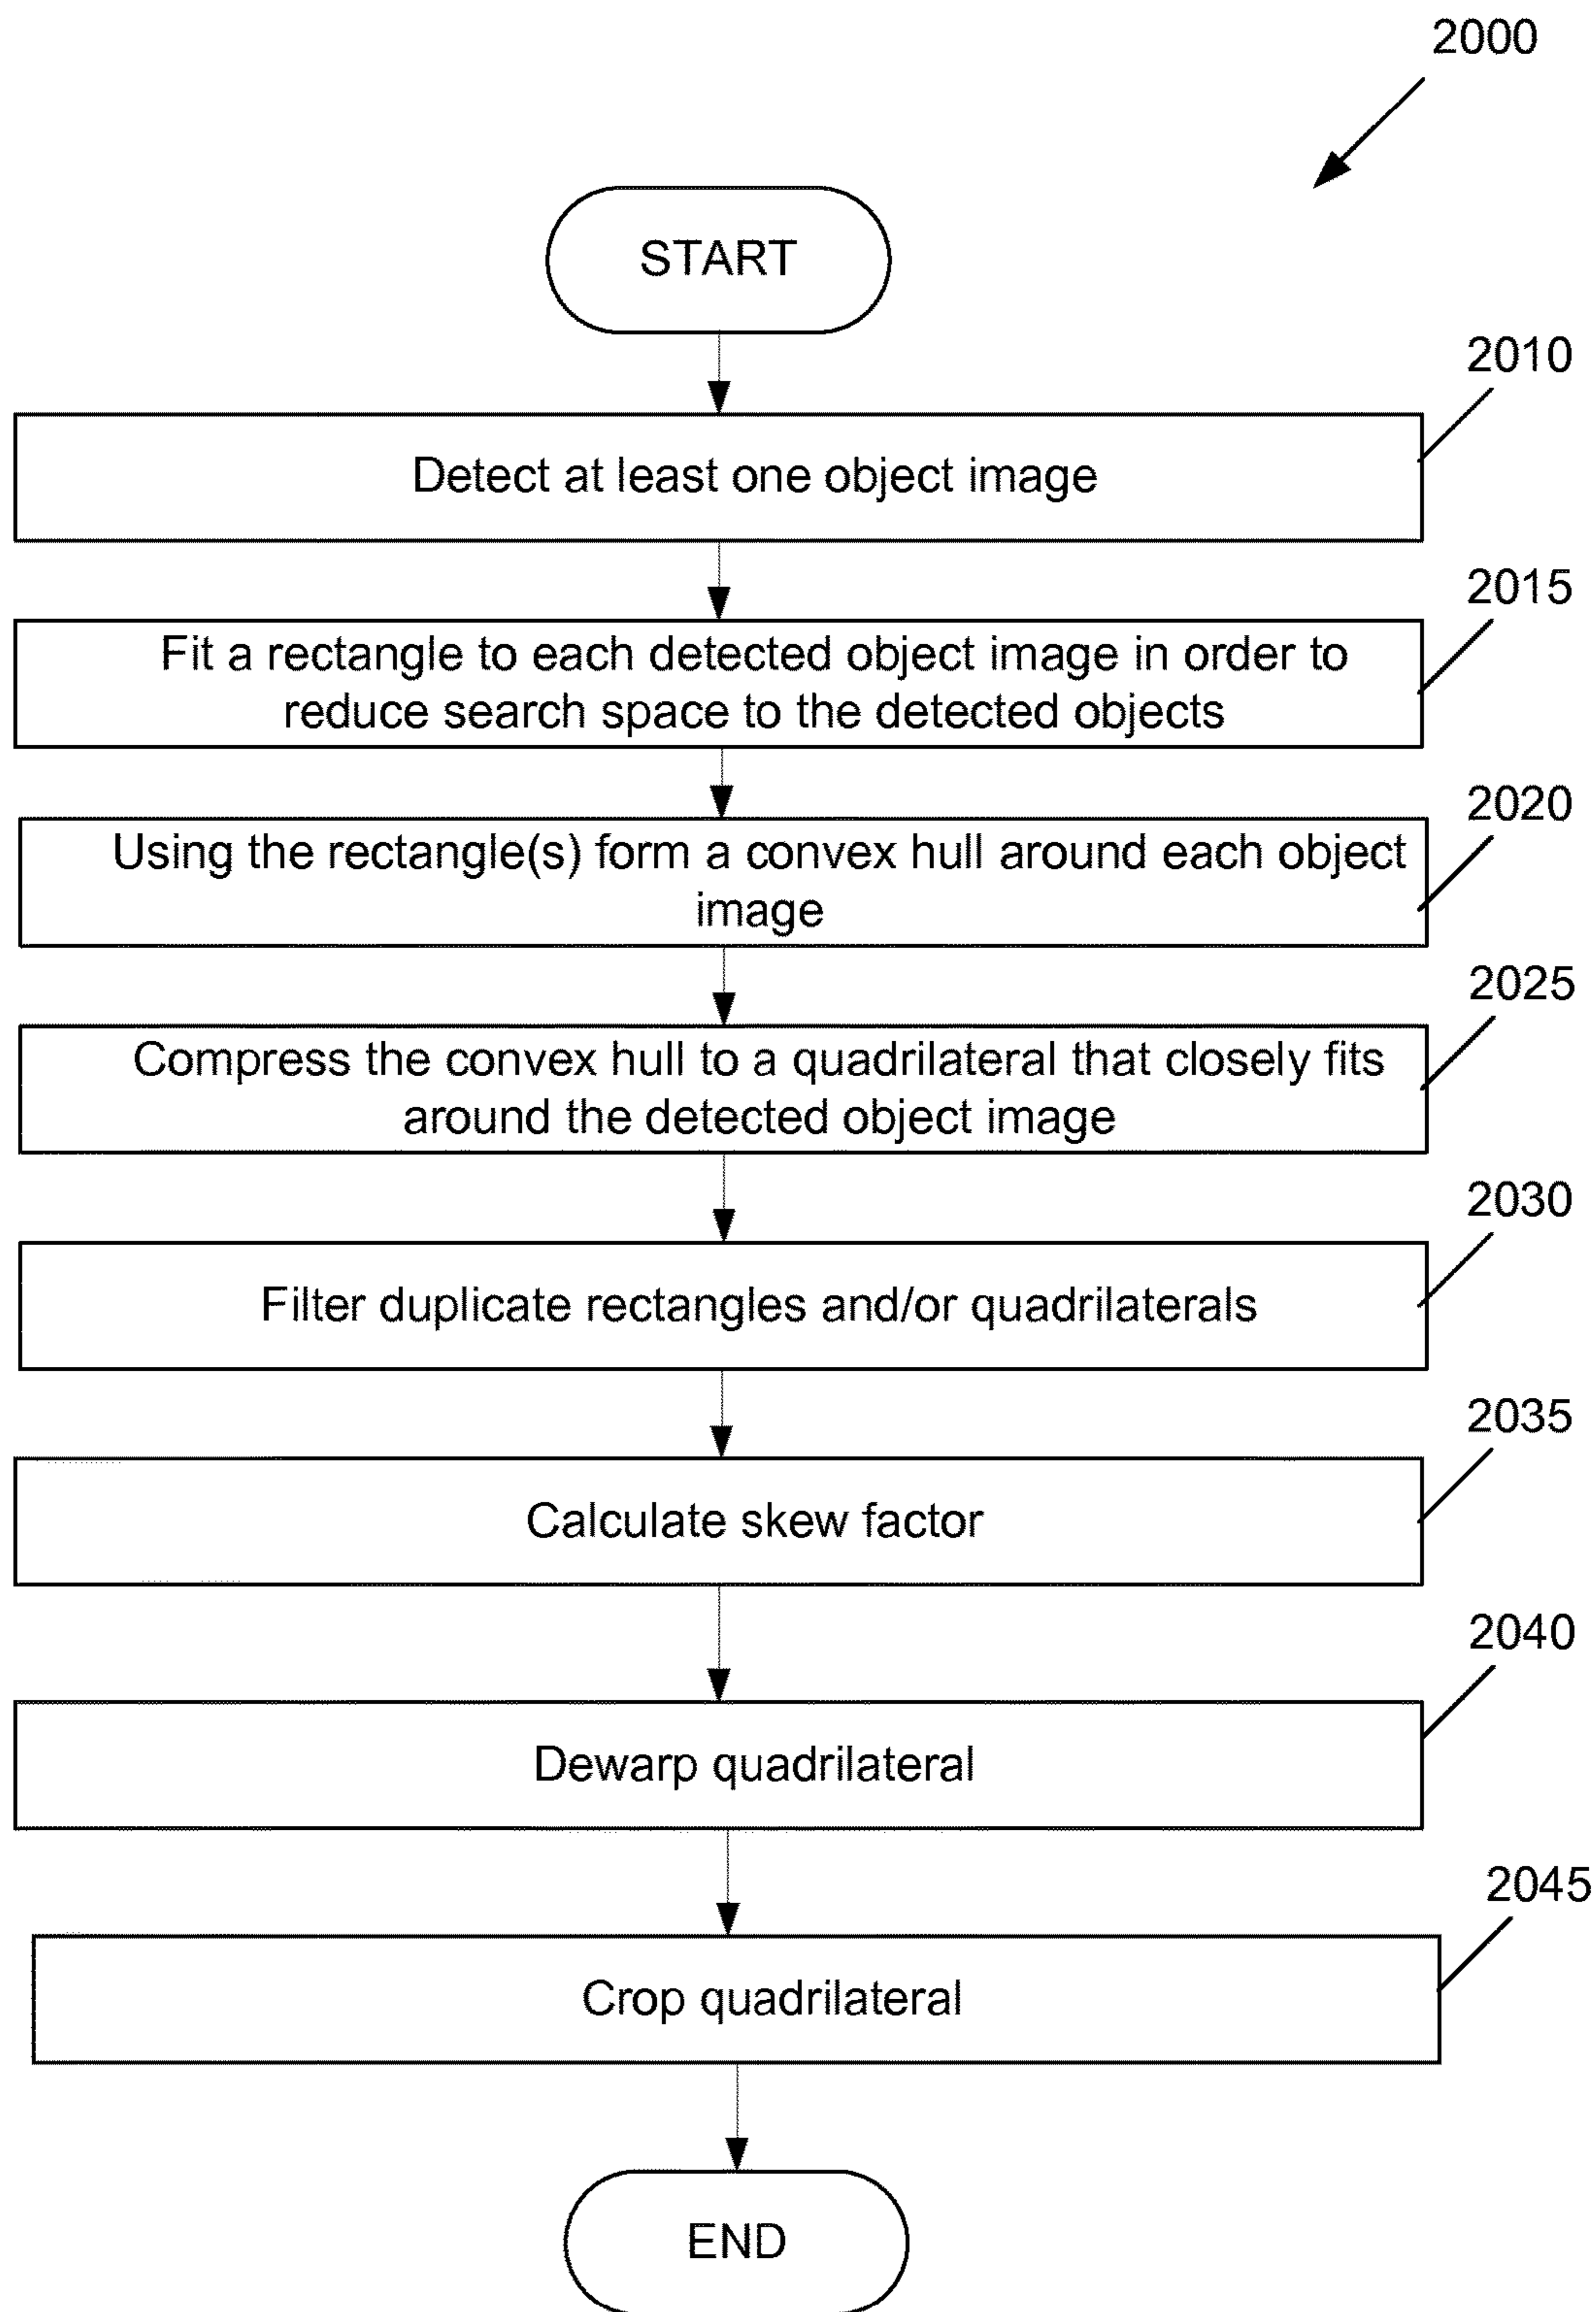 2000
START
2010
Detect at least one object image
2015
Fit a rectangle to each detected object image in order to
reduce search space to the detected objects
2020
Using the rectangle(s) form a convex hull around each object
image
2025
Compress the convex hull to a quadrilateral that closely fits
around the detected object image
2030
Filter duplicate rectangles and/or quadrilaterals
2035
Calculate skew factor
2040
Dewarp quadrilateral
2045
Crop quadrilateral
END